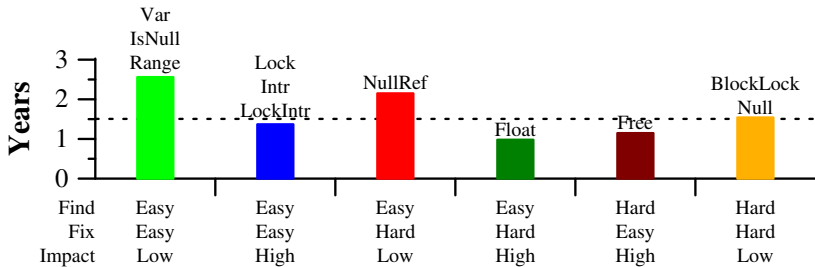 Var
IsNull
Range
Lock
Intr
LockIntr
NullRef
Float
Free
BlockLock
Null
Years
3
2
1
0
Find Easy Easy Easy Easy Hard Hard
Fix Easy Easy Hard Hard Easy Hard
Impact Low High Low High High Low